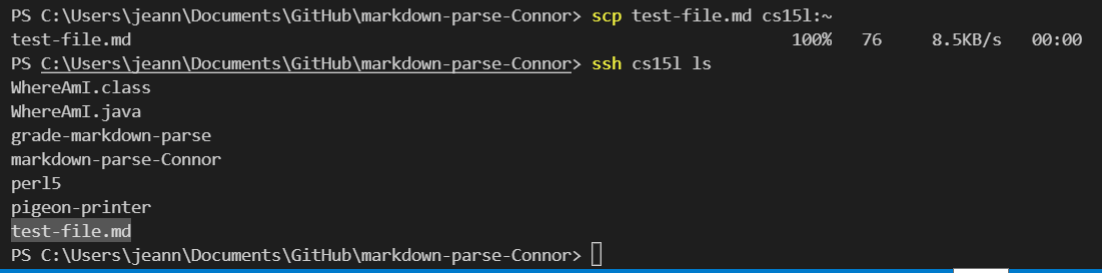 PS C:\Users\jeann\Documents\GitHub\markdown-parse-Connor> scp test-file.md cs15l:~
test-file.md 100% 76 8.5KB/s 00:00
PS C:\Users\jeann\Documents\GitHub\markdown-parse-Connor> ssh cs15l ls
WhereAmI.class
WhereAmI.java
grade-markdown-parse
markdown-parse-Connor
perl5
pigeon-printer
test-file.md
PS C:\Users\jeann\Documents\GitHub\markdown-parse-Connor>